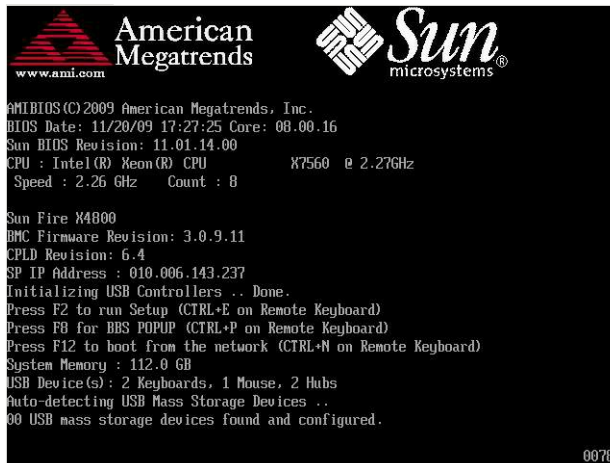 American
Megatrends
www.ami.com
Sun®
microsystems
AMIBIOS(C)2009 American Megatrends, Inc.
BIOS Date: 11/20/09 17:27:25 Core: 08.00.16
Sun BIOS Revision: 11.01.14.00
CPU : Intel(R) Xeon(R) CPU X7560 @ 2.27GHz
Speed : 2.26 GHz Count : 8
Sun Fire X4800
BMC Firmware Revision: 3.0.9.11
CPLD Revision: 6.4
SP IP Address : 010.006.143.237
Initializing USB Controllers .. Done.
Press F2 to run Setup (CTRL+E on Remote Keyboard)
Press F8 for BBS POPUP (CTRL+P on Remote Keyboard)
Press F12 to boot from the network (CTRL+N on Remote Keyboard)
System Memory : 112.0 GB
USB Device(s): 2 Keyboards, 1 Mouse, 2 Hubs
Auto-detecting USB Mass Storage Devices ..
00 USB mass storage devices found and configured.
0078